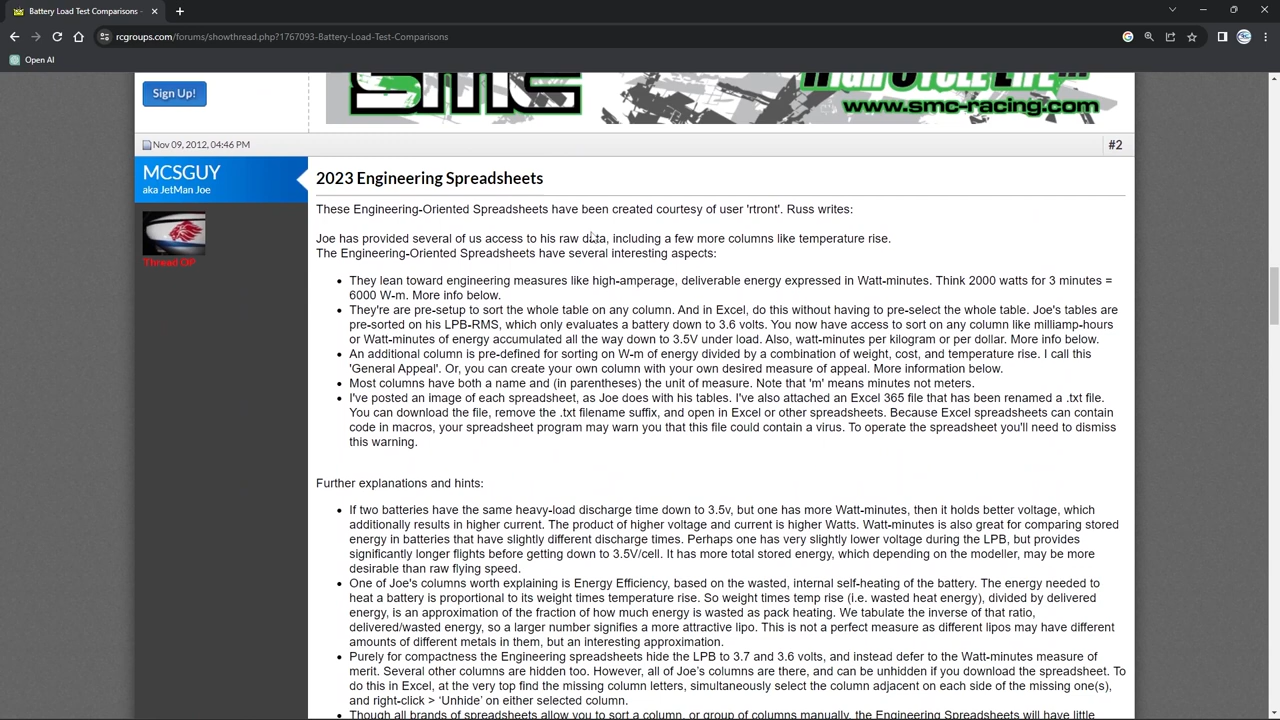 Battery Load Test Comparisons -
rcgroups.com/forums/showthread.php?1767093-Battery-Load-Test-Comparisons
Open AI
Sign Up!
smc
HIGH CYCLE LIFE
www.smc-racing.com
Nov 09, 2012, 04:46 PM
#2
MCSGUY
aka JetMan Joe
Thread OP
2023 Engineering Spreadsheets
These Engineering-Oriented Spreadsheets have been created courtesy of user 'rtront'. Russ writes:
Joe has provided several of us access to his raw data, including a few more columns like temperature rise.
The Engineering-Oriented Spreadsheets have several interesting aspects:
• They lean toward engineering measures like high-amperage, deliverable energy expressed in Watt-minutes. Think 2000 watts for 3 minutes =
6000 W-m. More info below.
• They're are pre-setup to sort the whole table on any column. And in Excel, do this without having to pre-select the whole table. Joe's tables are
pre-sorted on his LPB-RMS, which only evaluates a battery down to 3.6 volts. You now have access to sort on any column like milliamp-hours
or Watt-minutes of energy accumulated all the way down to 3.5V under load. Also, watt-minutes per kilogram or per dollar. More info below.
• An additional column is pre-defined for sorting on W-m of energy divided by a combination of weight, cost, and temperature rise. I call this
'General Appeal'. Or, you can create your own column with your own desired measure of appeal. More information below.
• Most columns have both a name and (in parentheses) the unit of measure. Note that 'm' means minutes not meters.
• I've posted an image of each spreadsheet, as Joe does with his tables. I've also attached an Excel 365 file that has been renamed a .txt file.
You can download the file, remove the .txt filename suffix, and open in Excel or other spreadsheets. Because Excel spreadsheets can contain
code in macros, your spreadsheet program may warn you that this file could contain a virus. To operate the spreadsheet you'll need to dismiss
this warning.
Further explanations and hints:
• If two batteries have the same heavy-load discharge time down to 3.5v, but one has more Watt-minutes, then it holds better voltage, which
additionally results in higher current. The product of higher voltage and current is higher Watts. Watt-minutes is also great for comparing stored
energy in batteries that have slightly different discharge times. Perhaps one has very slightly lower voltage during the LPB, but provides
significantly longer flights before getting down to 3.5V/cell. It has more total stored energy, which depending on the modeller, may be more
desirable than raw flying speed.
• One of Joe's columns worth explaining is Energy Efficiency, based on the wasted, internal self-heating of the battery. The energy needed to
heat a battery is proportional to its weight times temperature rise. So weight times temp rise (i.e. wasted heat energy), divided by delivered
energy, is an approximation of the fraction of how much energy is wasted as pack heating. We tabulate the inverse of that ratio,
delivered/wasted energy, so a larger number signifies a more attractive lipo. This is not a perfect measure as different lipos may have different
amounts of different metals in them, but an interesting approximation.
• Purely for compactness the Engineering spreadsheets hide the LPB to 3.7 and 3.6 volts, and instead defer to the Watt-minutes measure of
merit. Several other columns are hidden too. However, all of Joe's columns are there, and can be unhidden if you download the spreadsheet. To
do this in Excel, at the very top find the missing column letters, simultaneously select the column adjacent on each side of the missing one(s),
and right-click > 'Unhide' on either selected column.
• Though all brands of spreadsheets allow you to sort a column, or group of columns manually, the Engineering Spreadsheets will have little